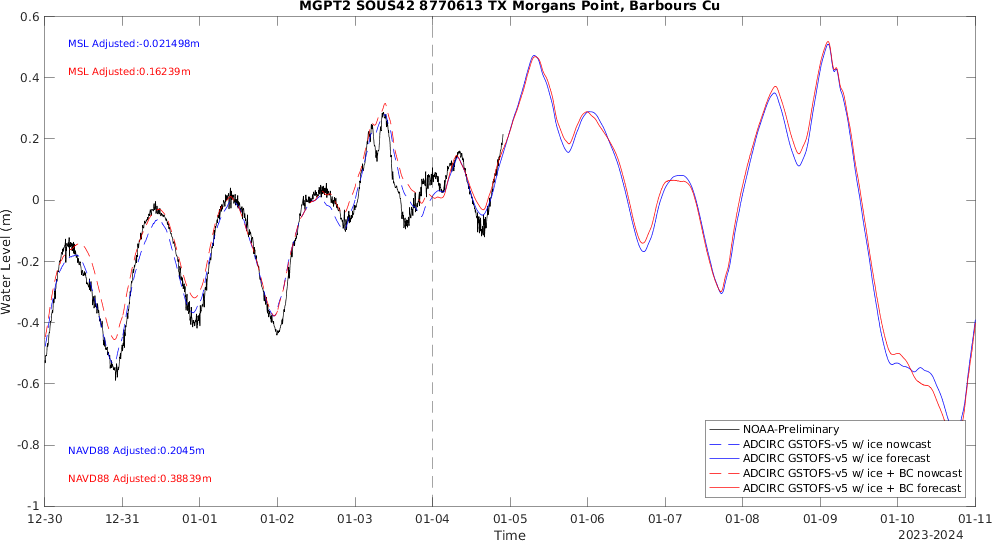 MGPT2 SOUS42 8770613 TX Morgans Point, Barbours Cu
MSL Adjusted:-0.021498m
MSL Adjusted:0.16239m
Water Level (m)
0.6
0.4
0.2
0
-0.2
-0.4
-0.6
-0.8
-1
NAVD88 Adjusted:0.2045m
NAVD88 Adjusted:0.38839m
NOAA-Preliminary
ADCIRC GSTOFS-v5 w/ ice nowcast
ADCIRC GSTOFS-v5 w/ ice forecast
ADCIRC GSTOFS-v5 w/ ice + BC nowcast
ADCIRC GSTOFS-v5 w/ ice + BC forecast
12-30 12-31 01-01 01-02 01-03 01-04 01-05 01-06 01-07 01-08 01-09 01-10 01-11
Time
2023-2024